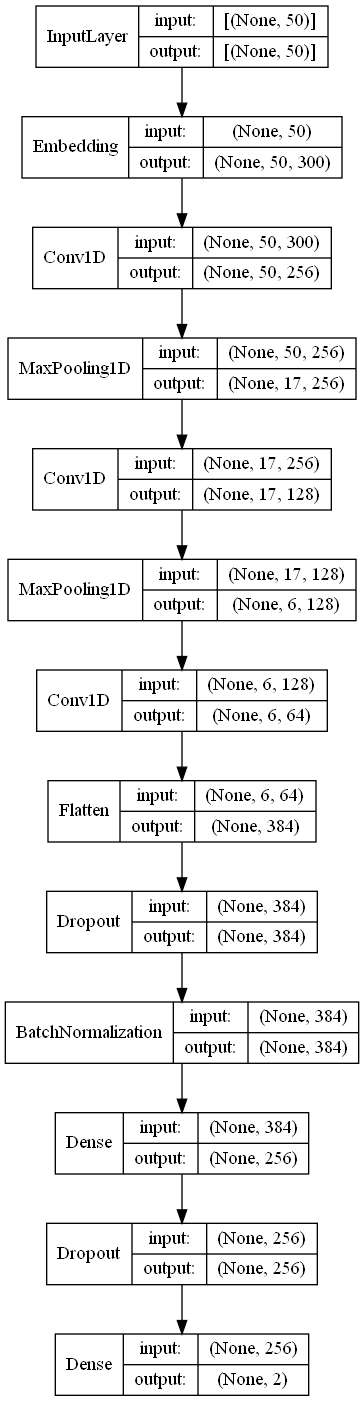 InputLayer
input: [(None, 50)]
output: [(None, 50)]
Embedding
input: (None, 50)
output: (None, 50, 300)
Conv1D
input: (None, 50, 300)
output: (None, 50, 256)
MaxPooling1D
input: (None, 50, 256)
output: (None, 17, 256)
Conv1D
input: (None, 17, 256)
output: (None, 17, 128)
MaxPooling1D
input: (None, 17, 128)
output: (None, 6, 128)
Conv1D
input: (None, 6, 128)
output: (None, 6, 64)
Flatten
input: (None, 6, 64)
output: (None, 384)
Dropout
input: (None, 384)
output: (None, 384)
BatchNormalization
input: (None, 384)
output: (None, 384)
Dense
input: (None, 384)
output: (None, 256)
Dropout
input: (None, 256)
output: (None, 256)
Dense
input: (None, 256)
output: (None, 2)